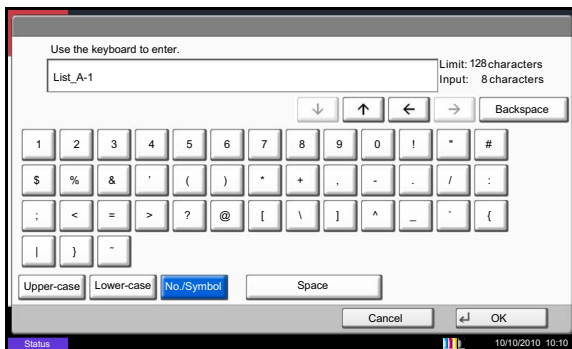 Use the keyboard to enter.
Limit: 128 characters
List_A-1
Input: 8 characters
↓ ↑ ← → Backspace
1 2 3 4 5 6 7 8 9 0 ! " #
$ % & ' ( ) * + , - . / :
; < = > ? @ [ \ ] ^ _ ` {
| } ~
Upper-case Lower-case No./Symbol Space
Cancel ↵ OK
Status 10/10/2010 10:10